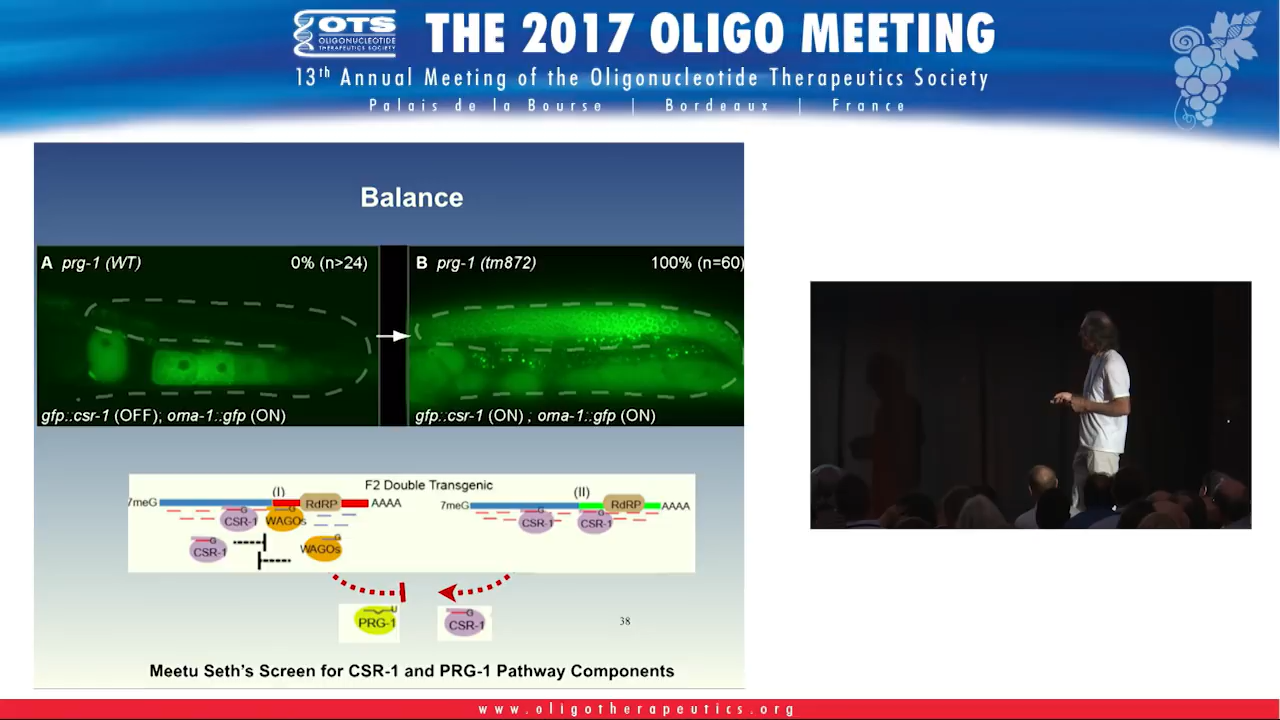 OTS
OLIGONUCLEOTIDE
THERAPEUTICS SOCIETY
THE 2017 OLIGO MEETING
13th Annual Meeting of the Oligonucleotide Therapeutics Society
Palais de la Bourse | Bordeaux | France
Balance
A prg-1 (WT) 0% (n>24)
B prg-1 (tm872) 100% (n=60)
gfp::csr-1 (OFF); oma-1::gfp (ON)
gfp::csr-1 (ON) ; oma-1::gfp (ON)
F2 Double Transgenic
(I)
7meG RdRP AAAA
G G
CSR-1 WAGOs
G G
CSR-1 WAGOs
(II)
7meG RdRP AAAA
G G
CSR-1 CSR-1
U
PRG-1
G
CSR-1
38
Meetu Seth's Screen for CSR-1 and PRG-1 Pathway Components
www.oligotherapeutics.org